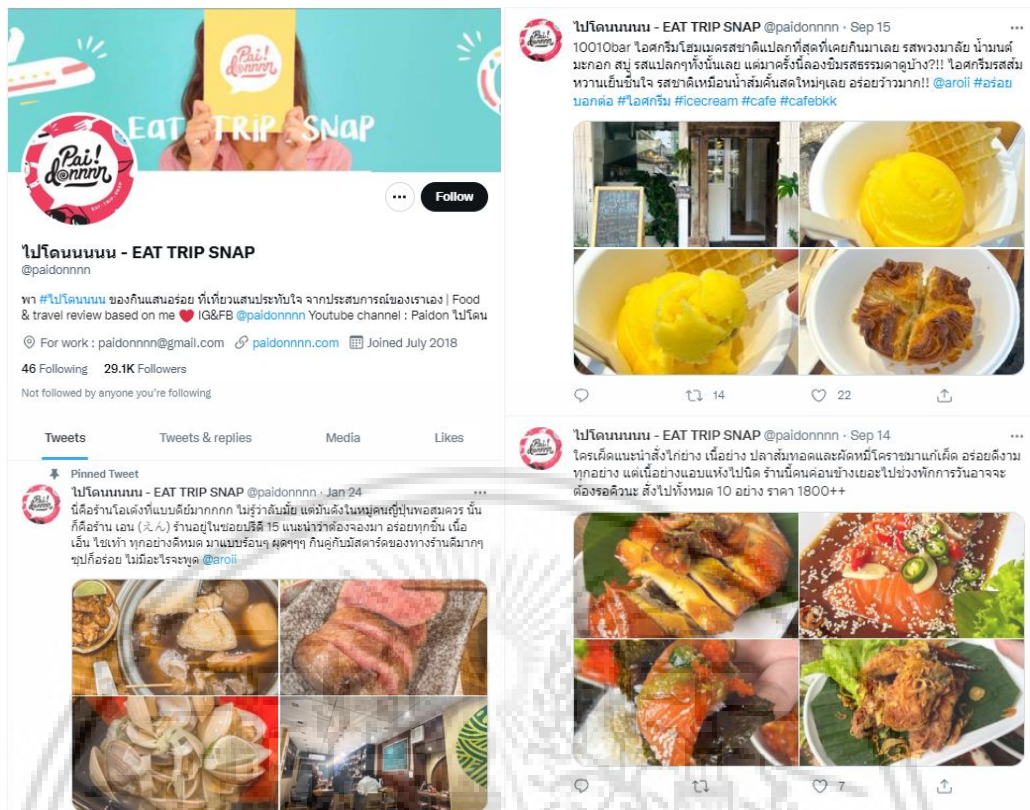 Pai!
donnnn
EAT TRIP SNAP
Pai!
donnnn
EAT·TRIP·SNAP
Follow
ไปโดนนนนน - EAT TRIP SNAP
@paidonnnn
พา #ไปโดนนนน ของกินแสนอร่อย ที่เที่ยวแสนประทับใจ จากประสบการณ์ของเราเอง | Food
& travel review based on me ❤️ IG&FB @paidonnnn Youtube channel : Paidon ไปโดน
For work : paidonnnn@gmail.com paidonnnn.com Joined July 2018
46 Following 29.1K Followers
Not followed by anyone you're following
Tweets Tweets & replies Media Likes
Pinned Tweet
ไปโดนนนนน - EAT TRIP SNAP @paidonnnn · Jan 24
นี่คือร้านโอเด้งที่แบบดีย์มากกกก ไม่รู้ว่าลับมั้ย แต่มันดังในหมู่คนญี่ปุ่นพอสมควร นั้น
ก็คือร้าน เอน (えん) ร้านอยู่ในซอยปรีดี 15 แนะนำว่าต้องจองมา อร่อยทุกชิ้น เนื้อ
เอ็น ไชเท้า ทุกอย่างดีหมด มาแบบร้อนๆ ผุดๆๆๆ กินคู่กับมัสตาร์ดของทางร้านดีมากๆ
ซุปก็อร่อย ไม่มีอะไรจะพูด @aroii
ไปโดนนนนน - EAT TRIP SNAP @paidonnnn · Sep 15
10010bar ไอศกรีมโฮมเมดรสชาติแปลกที่สุดที่เคยกินมาเลย รสพวงมาลัย น้ำมนต์
มะกอก สบู่ รสแปลกๆทั้งนั้นเลย แต่มาครั้งนี้ลองชิมรสธรรมดาดูบ้าง?!! ไอศกรีมรสส้ม
หวานเย็นชื่นใจ รสชาติเหมือนน้ำส้มคั้นสดใหม่ๆเลย อร่อยว้าวมาก!! @aroii #อร่อย
บอกต่อ #ไอศกรีม #icecream #cafe #cafebkk
14 22
ไปโดนนนนน - EAT TRIP SNAP @paidonnnn · Sep 14
ใครเผ็ดแนะนำสั่งไก่ย่าง เนื้อย่าง ปลาส้มทอดและผัดหมี่โคราชมาแก้เผ็ด อร่อยดีงาม
ทุกอย่าง แต่เนื้อย่างแอบแห้งไปนิด ร้านนี้คนค่อนข้างเยอะไปช่วงพักการวันอาจจะ
ต้องรอคิวนะ สั่งไปทั้งหมด 10 อย่าง ราคา 1800++
7